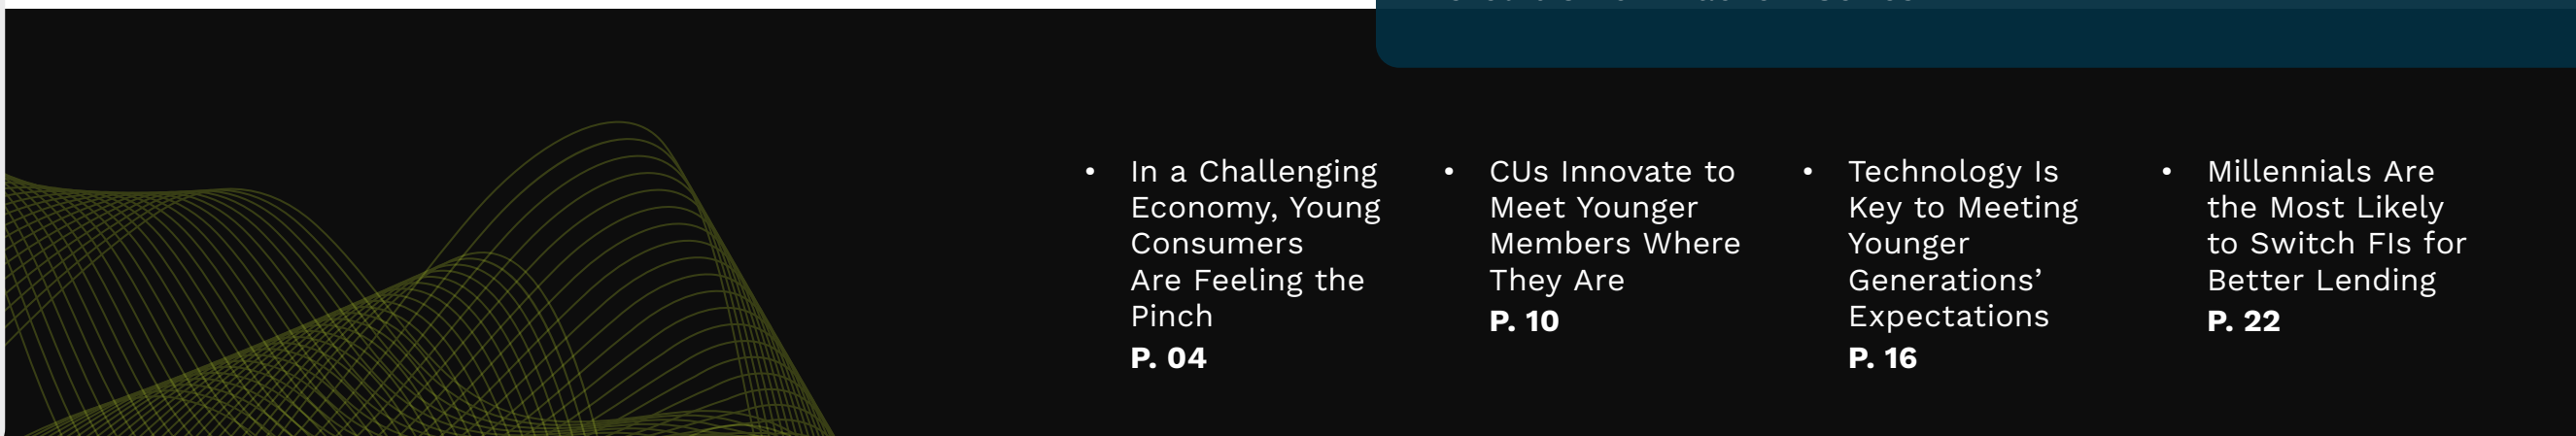 • In a Challenging
Economy, Young
Consumers
Are Feeling the
Pinch
P. 04
• CUs Innovate to
Meet Younger
Members Where
They Are
P. 10
• Technology Is
Key to Meeting
Younger
Generations’
Expectations
P. 16
• Millennials Are
the Most Likely
to Switch FIs for
Better Lending
P. 22